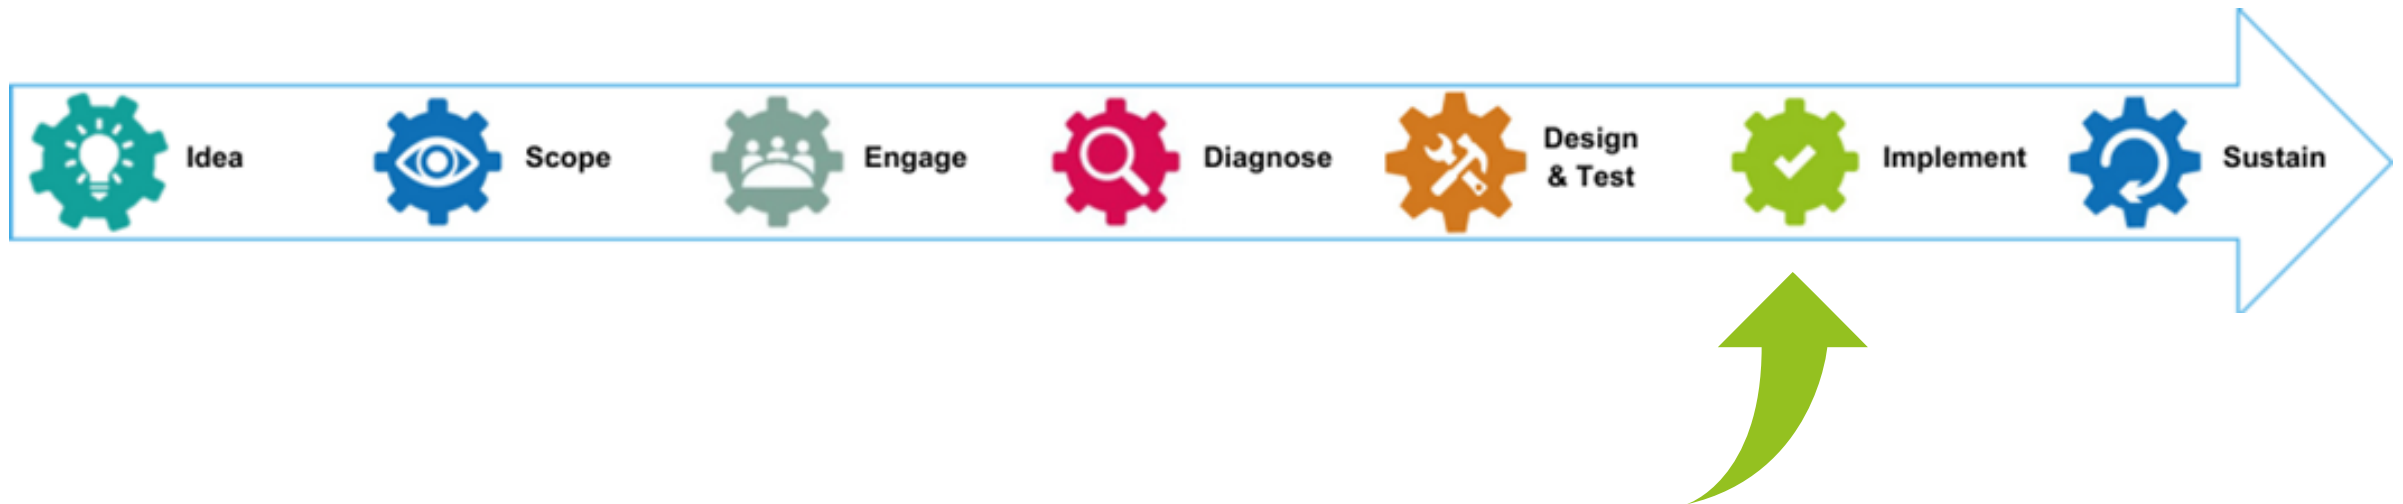 Idea
Scope
Engage
Diagnose
Design
& Test
Implement
Sustain